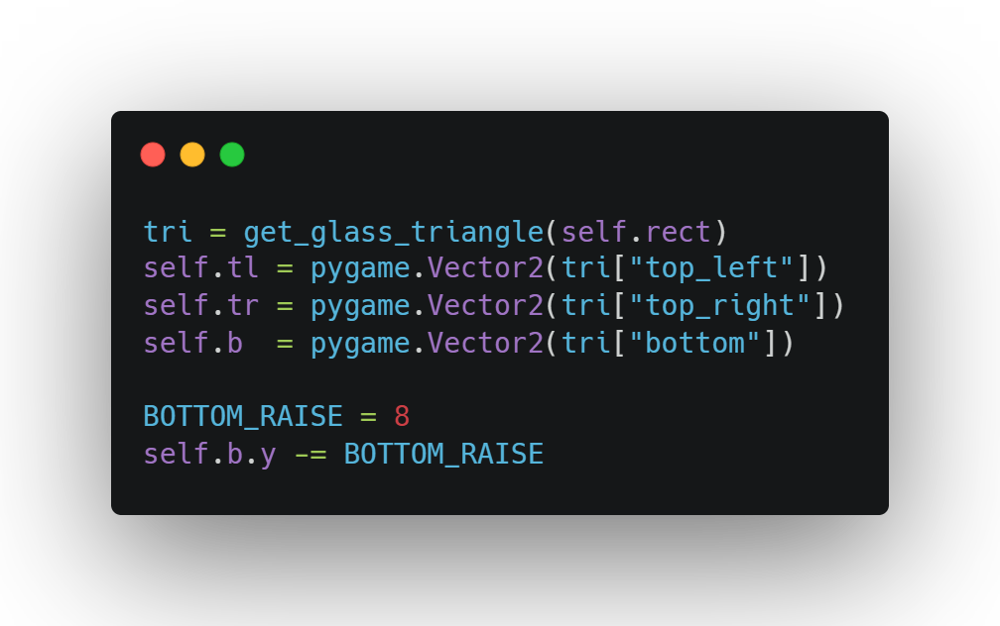 tri = get_glass_triangle(self.rect)
self.tl = pygame.Vector2(tri["top_left"])
self.tr = pygame.Vector2(tri["top_right"])
self.b  = pygame.Vector2(tri["bottom"])
BOTTOM_RAISE = 8
self.b.y -= BOTTOM_RAISE